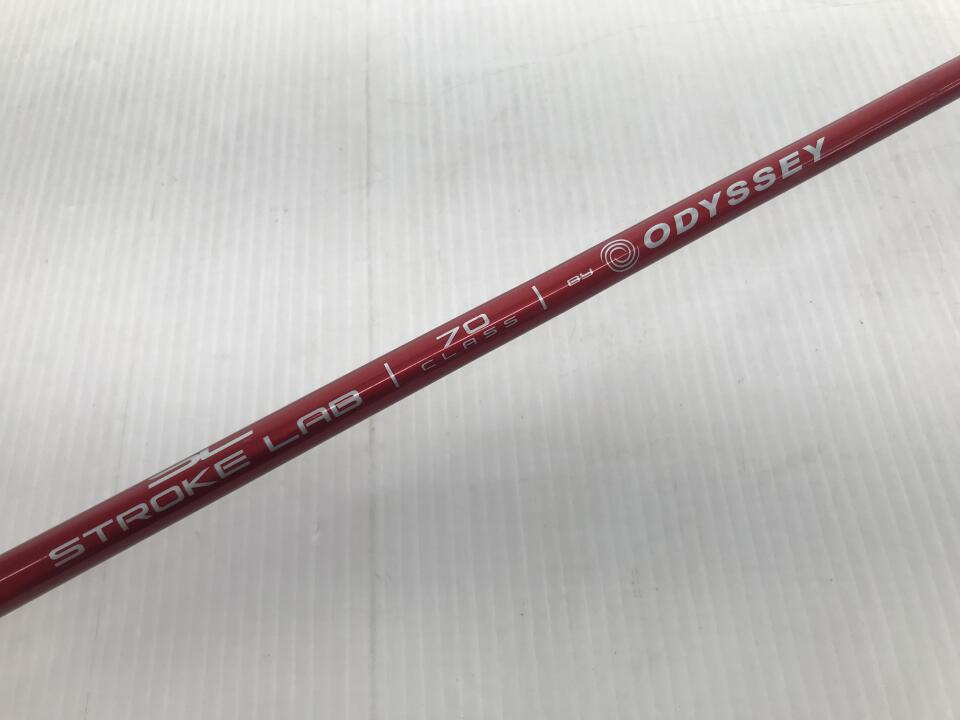 SL
STROKE LAB | 70 CLASS | BY ODYSSEY